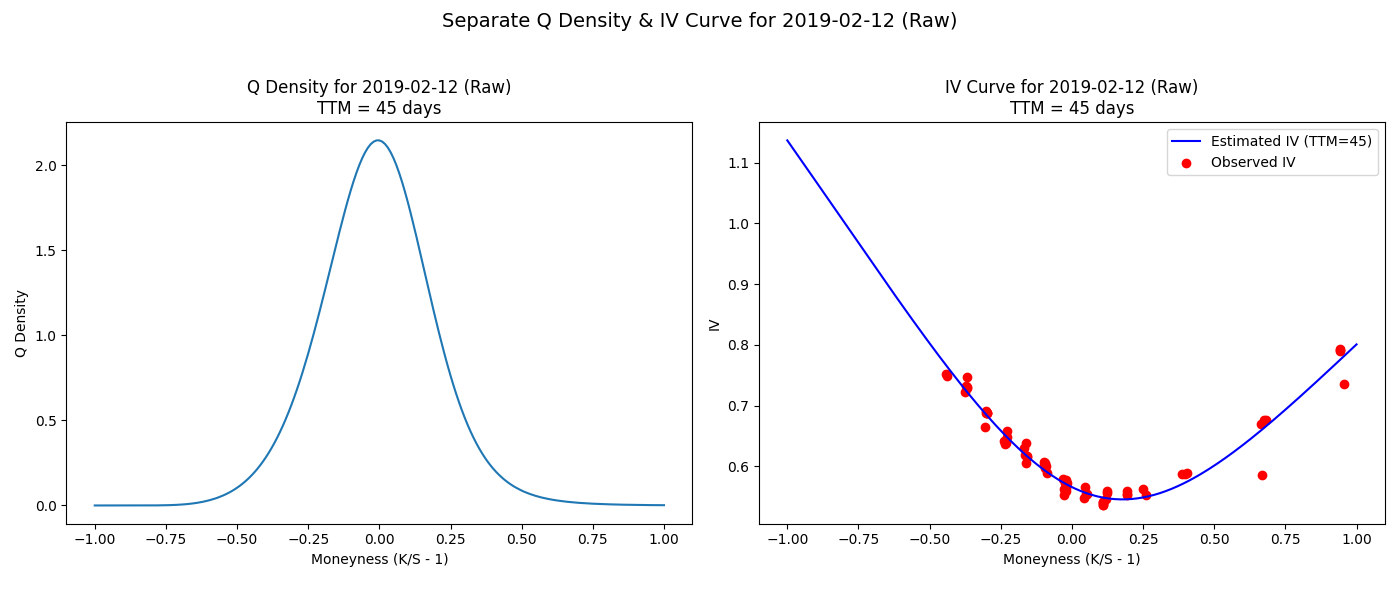 Separate Q Density & IV Curve for 2019-02-12 (Raw)
Q Density for 2019-02-12 (Raw)
TTM = 45 days
Q Density
2.0
1.5
1.0
0.5
0.0
−1.00 −0.75 −0.50 −0.25 0.00 0.25 0.50 0.75 1.00
Moneyness (K/S - 1)
IV Curve for 2019-02-12 (Raw)
TTM = 45 days
Estimated IV (TTM=45)
Observed IV
IV
1.1
1.0
0.9
0.8
0.7
0.6
−1.00 −0.75 −0.50 −0.25 0.00 0.25 0.50 0.75 1.00
Moneyness (K/S - 1)